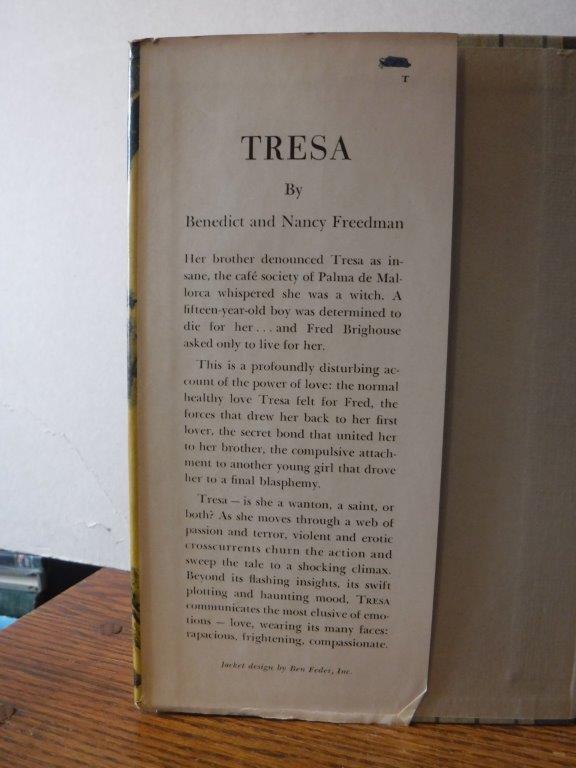 T
TRESA
By
Benedict and Nancy Freedman
Her brother denounced Tresa as in-
sane, the café society of Palma de Mal-
lorca whispered she was a witch. A
fifteen-year-old boy was determined to
die for her . . . and Fred Brighouse
asked only to live for her.
This is a profoundly disturbing ac-
count of the power of love: the normal
healthy love Tresa felt for Fred, the
forces that drew her back to her first
lover, the secret bond that united her
to her brother, the compulsive attach-
ment to another young girl that drove
her to a final blasphemy.
Tresa — is she a wanton, a saint, or
both? As she moves through a web of
passion and terror, violent and erotic
crosscurrents churn the action and
sweep the tale to a shocking climax.
Beyond its flashing insights, its swift
plotting and haunting mood, TRESA
communicates the most elusive of emo-
tions — love, wearing its many faces:
rapacious, frightening, compassionate.
Jacket design by Ben Feder, Inc.